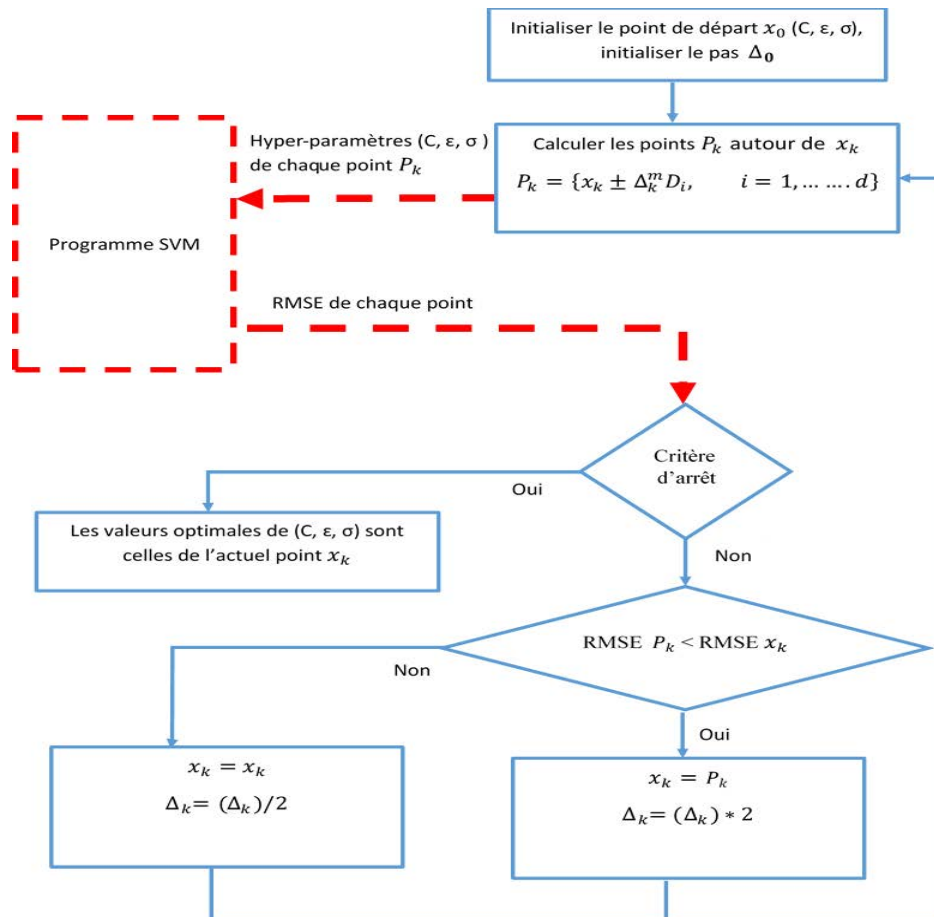 Initialiser le point de départ x₀ (C, ε, σ),
initialiser le pas Δ₀
Calculer les points Pₖ autour de xₖ
Pₖ = {xₖ ± Δₖᵐ Dᵢ,   i = 1, … … . d}
Hyper-paramètres (C, ε, σ )
de chaque point Pₖ
Programme SVM
RMSE de chaque point
Critère
d'arrêt
Oui
Les valeurs optimales de (C, ε, σ) sont
celles de l'actuel point xₖ
Non
RMSE Pₖ < RMSE xₖ
Non
Oui
xₖ = xₖ
Δₖ= (Δₖ)/2
xₖ = Pₖ
Δₖ= (Δₖ) ∗ 2